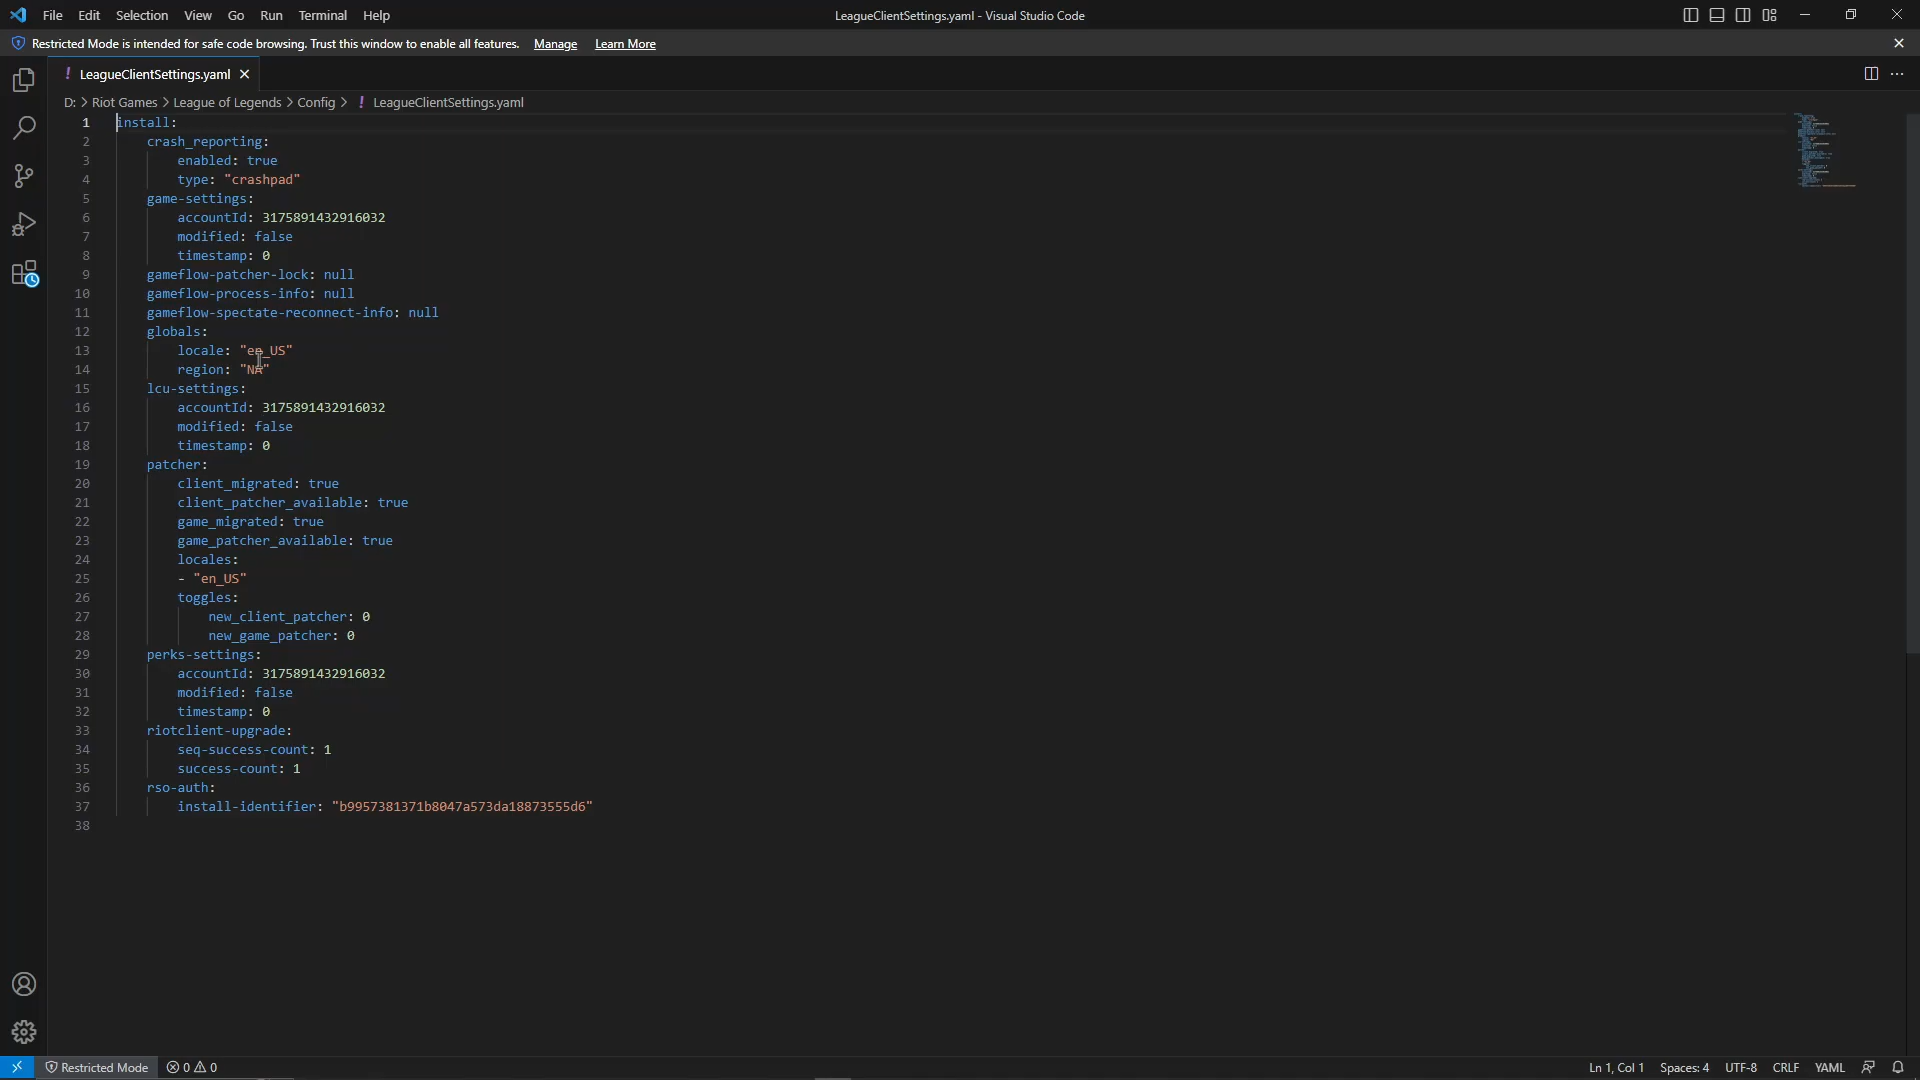 File Edit Selection View Go Run Terminal Help
LeagueClientSettings.yaml - Visual Studio Code
Restricted Mode is intended for safe code browsing. Trust this window to enable all features. Manage Learn More
! LeagueClientSettings.yaml
D: > Riot Games > League of Legends > Config > ! LeagueClientSettings.yaml
1 install:
2 crash_reporting:
3 enabled: true
4 type: "crashpad"
5 game-settings:
6 accountId: 3175891432916032
7 modified: false
8 timestamp: 0
9 gameflow-patcher-lock: null
10 gameflow-process-info: null
11 gameflow-spectate-reconnect-info: null
12 globals:
13 locale: "en_US"
14 region: "NA"
15 lcu-settings:
16 accountId: 3175891432916032
17 modified: false
18 timestamp: 0
19 patcher:
20 client_migrated: true
21 client_patcher_available: true
22 game_migrated: true
23 game_patcher_available: true
24 locales:
25 - "en_US"
26 toggles:
27 new_client_patcher: 0
28 new_game_patcher: 0
29 perks-settings:
30 accountId: 3175891432916032
31 modified: false
32 timestamp: 0
33 riotclient-upgrade:
34 seq-success-count: 1
35 success-count: 1
36 rso-auth:
37 install-identifier: "b9957381371b8047a573da18873555d6"
38
Restricted Mode 0 0 Ln 1, Col 1 Spaces: 4 UTF-8 CRLF YAML